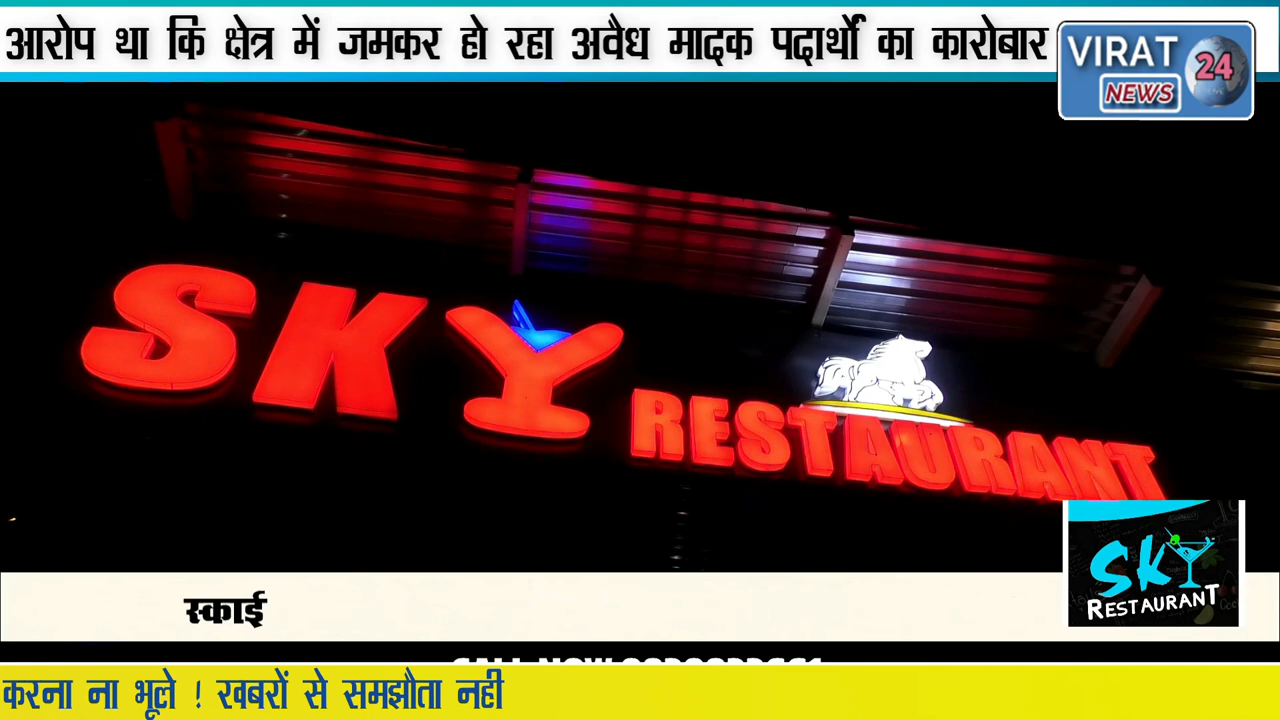 आरोप था कि क्षेत्र में जमकर हो रहा अवैध मादक पदार्थों का कारोबार
VIRAT
24
NEWS
SKY RESTAURANT
SKY
RESTAURANT
स्काई
करना ना भूले ! खबरों से समझौता नही